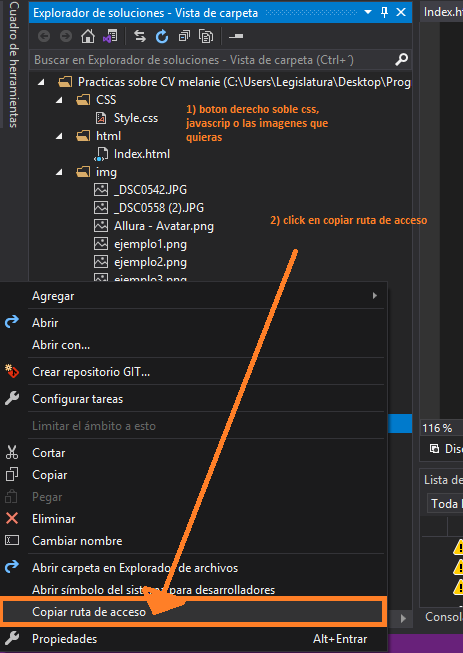 Cuadro de herramientas
Explorador de soluciones - Vista de carpeta
Index.h
Buscar en Explorador de soluciones - Vista de carpeta (Ctrl+´)
Practicas sobre CV melanie (C:\Users\Legislatura\Desktop\Prog
CSS
Style.css
html
Index.html
img
_DSC0542.JPG
_DSC0558 (2).JPG
Allura - Avatar.png
ejemplo1.png
ejemplo2.png
ejemplo3.png
1) boton derecho soble css,
javascrip o las imagenes que
quieras
2) click en copiar ruta de acceso
Agregar
Abrir
Abrir con...
Crear repositorio GIT...
Configurar tareas
Limitar el ámbito a esto
Cortar
Copiar
Pegar
Eliminar
Cambiar nombre
Abrir carpeta en Explorador de archivos
Abrir símbolo del sistema para desarrolladores
Copiar ruta de acceso
Propiedades Alt+Entrar
116 %
Disc
Lista de
Toda l
Consola